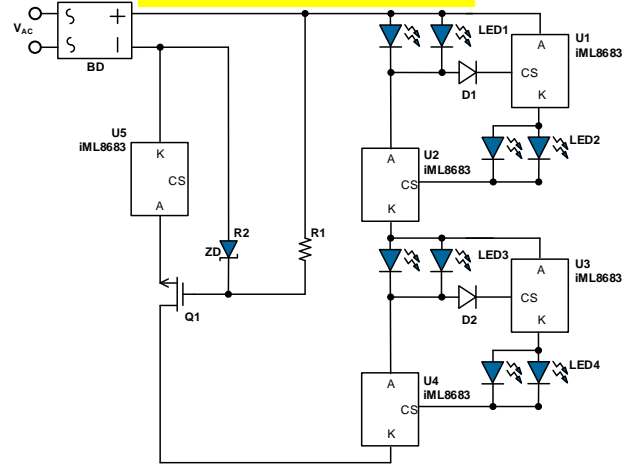 V AC
∽ +
∽ −
BD
LED1
U1
iML8683
A
CS
K
D1
LED2
U5
iML8683
K
CS
A
U2
iML8683
A
CS
K
R2
ZD
R1
Q1
LED3
U3
iML8683
A
CS
K
D2
LED4
U4
iML8683
A
CS
K